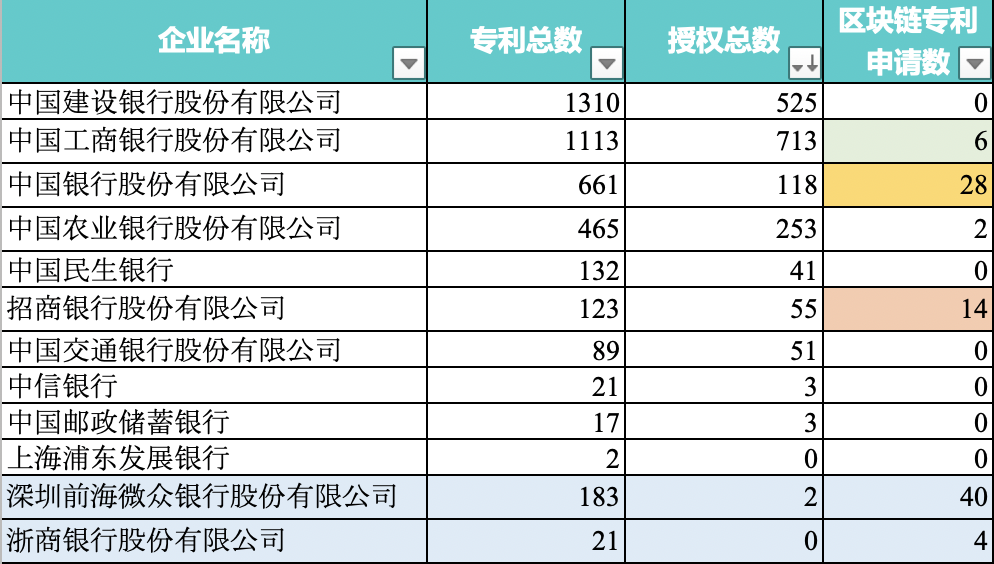 企业名称 专利总数 授权总数 区块链专利
申请数
中国建设银行股份有限公司 1310 525 0
中国工商银行股份有限公司 1113 713 6
中国银行股份有限公司 661 118 28
中国农业银行股份有限公司 465 253 2
中国民生银行 132 41 0
招商银行股份有限公司 123 55 14
中国交通银行股份有限公司 89 51 0
中信银行 21 3 0
中国邮政储蓄银行 17 3 0
上海浦东发展银行 2 0 0
深圳前海微众银行股份有限公司 183 2 40
浙商银行股份有限公司 21 0 4